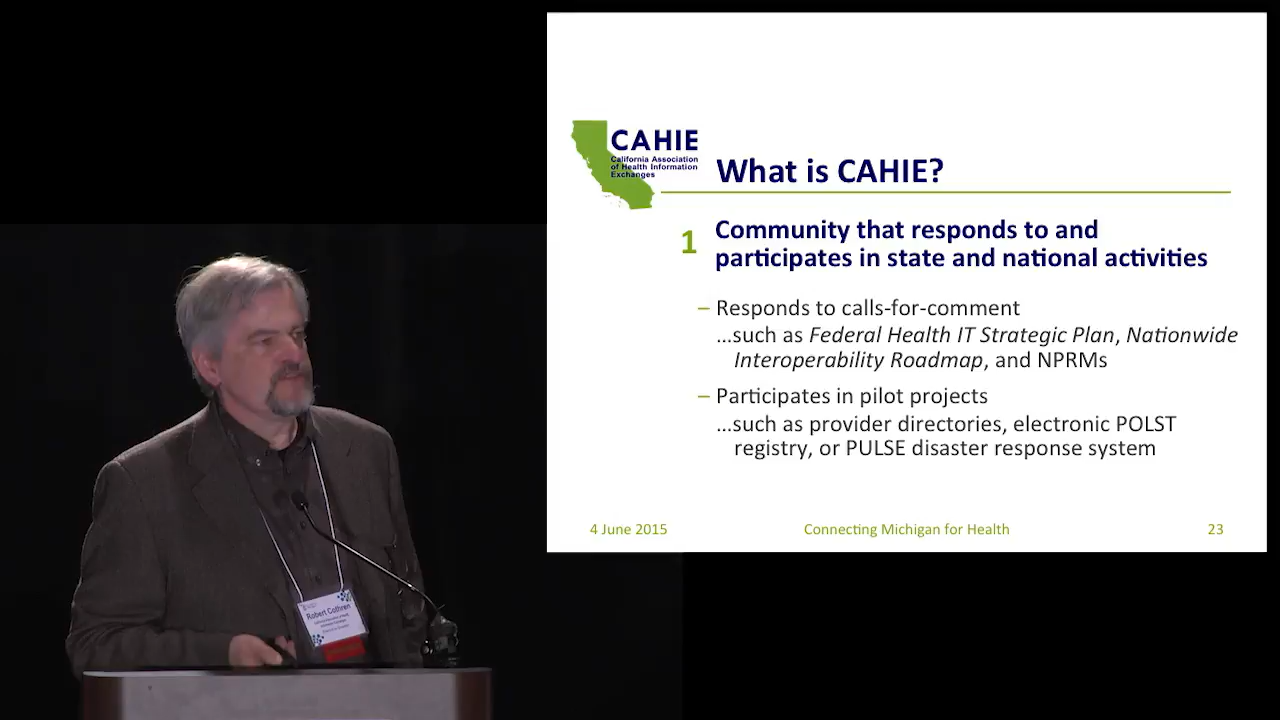 CAHIE
California Association
of Health Information
Exchanges
What is CAHIE?
1
Community that responds to and
participates in state and national activities
– Responds to calls-for-comment
…such as Federal Health IT Strategic Plan, Nationwide
Interoperability Roadmap, and NPRMs
– Participates in pilot projects
…such as provider directories, electronic POLST
registry, or PULSE disaster response system
4 June 2015
Connecting Michigan for Health
23
Robert Cothren